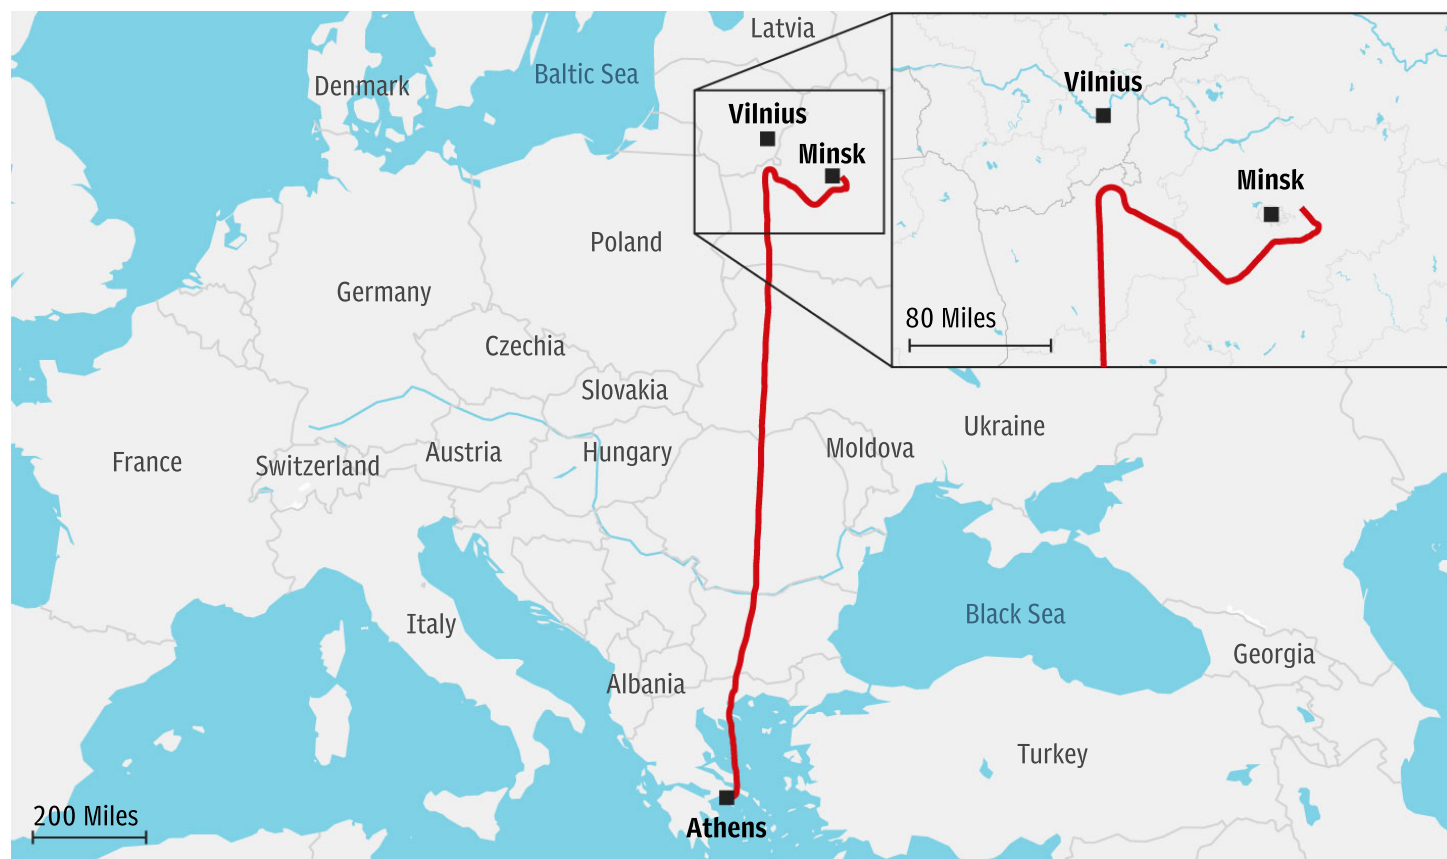 Latvia
Baltic Sea
Denmark
Vilnius
Minsk
Vilnius
Minsk
80 Miles
Poland
Germany
Czechia
Slovakia
Ukraine
Moldova
Hungary
Austria
Switzerland
France
Black Sea
Italy
Georgia
Albania
Turkey
200 Miles
Athens